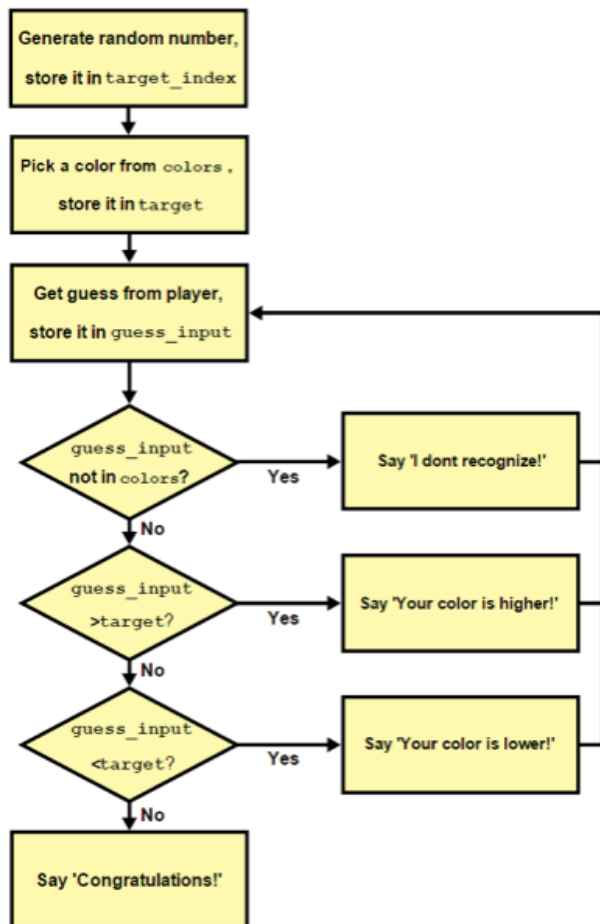 Generate random number,
store it in target_index
Pick a color from colors ,
store it in target
Get guess from player,
store it in guess_input
guess_input
not in colors?
Yes
Say 'I dont recognize!'
No
guess_input
>target?
Yes
Say 'Your color is higher!'
No
guess_input
<target?
Yes
Say 'Your color is lower!'
No
Say 'Congratulations!'